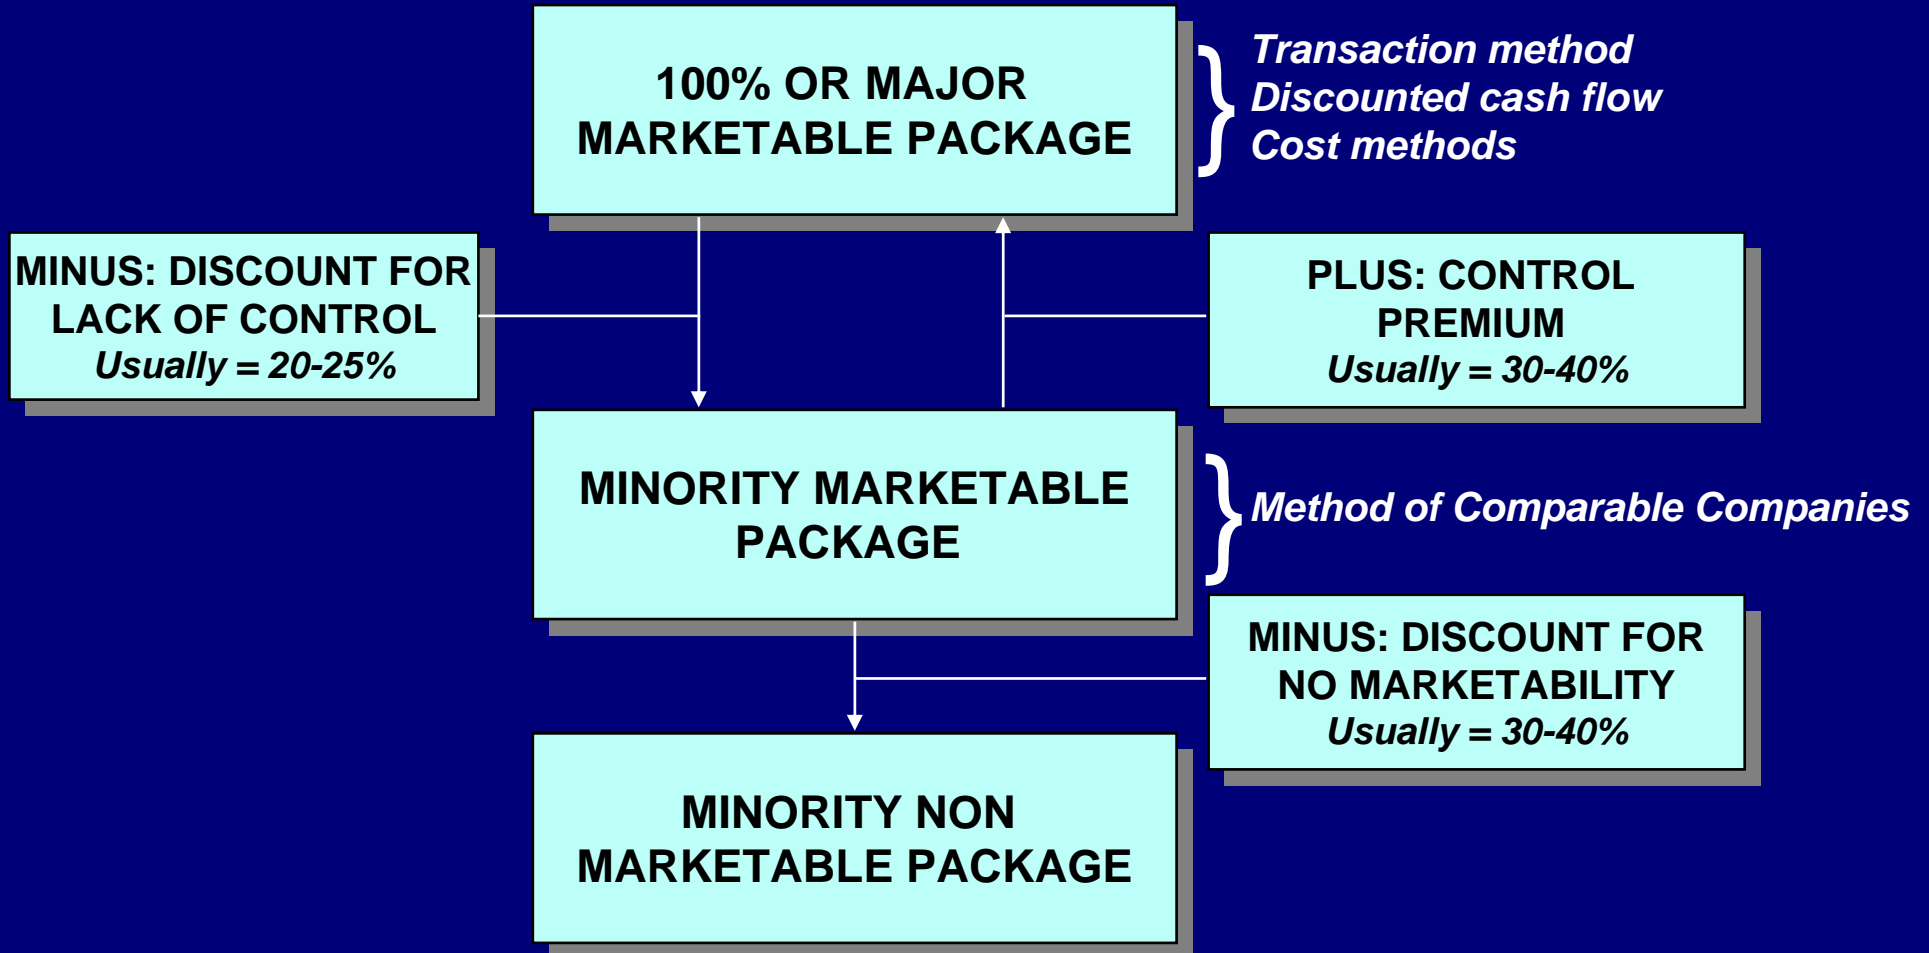 100% OR MAJOR
MARKETABLE PACKAGE
Transaction method
Discounted cash flow
Cost methods
MINUS: DISCOUNT FOR
LACK OF CONTROL
Usually = 20-25%
PLUS: CONTROL
PREMIUM
Usually = 30-40%
MINORITY MARKETABLE
PACKAGE
Method of Comparable Companies
MINUS: DISCOUNT FOR
NO MARKETABILITY
Usually = 30-40%
MINORITY NON
MARKETABLE PACKAGE